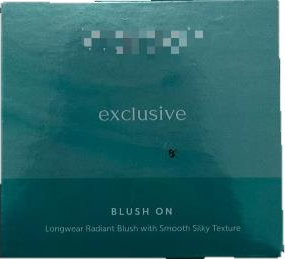 exclusive
BLUSH ON
Longwear Radiant Blush with Smooth Silky Texture